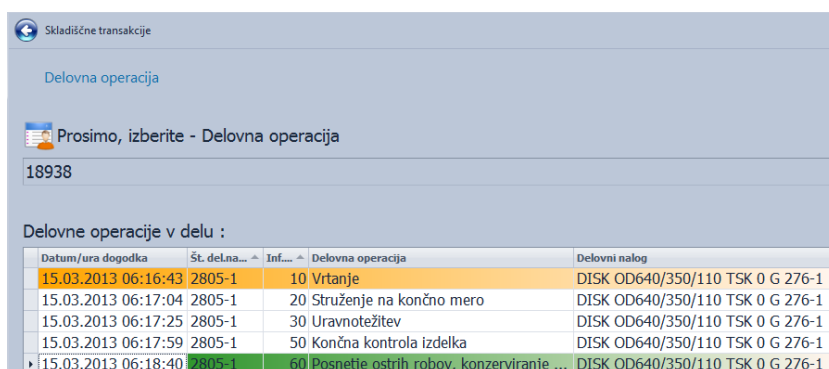 Skladiščne transakcije
Delovna operacija
Prosimo, izberite - Delovna operacija
18938
Delovne operacije v delu :
Datum/ura dogodka Št. del.na... Inf.... Delovna operacija Delovni nalog
15.03.2013 06:16:43 2805-1 10 Vrtanje DISK OD640/350/110 TSK 0 G 276-1
15.03.2013 06:17:04 2805-1 20 Struženje na končno mero DISK OD640/350/110 TSK 0 G 276-1
15.03.2013 06:17:25 2805-1 30 Uravnotežitev DISK OD640/350/110 TSK 0 G 276-1
15.03.2013 06:17:59 2805-1 50 Končna kontrola izdelka DISK OD640/350/110 TSK 0 G 276-1
15.03.2013 06:18:40 2805-1 60 Posnetje ostrih robov, konzerviranje ... DISK OD640/350/110 TSK 0 G 276-1